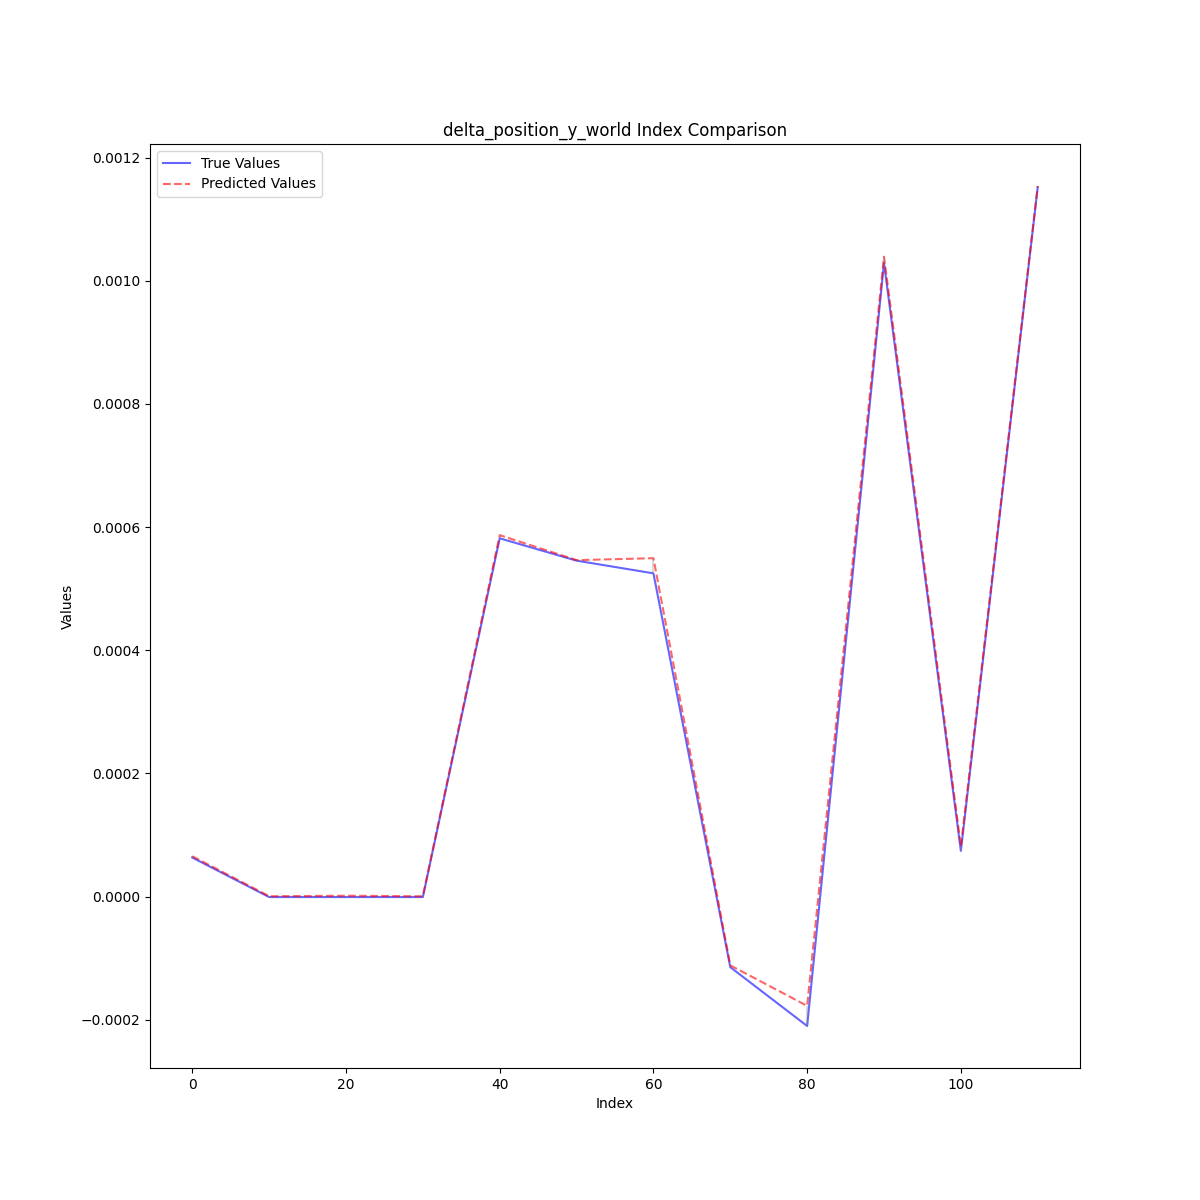 delta_position_y_world Index Comparison
True Values
Predicted Values
0.0012
0.0010
0.0008
0.0006
0.0004
0.0002
0.0000
−0.0002
Values
0 20 40 60 80 100
Index